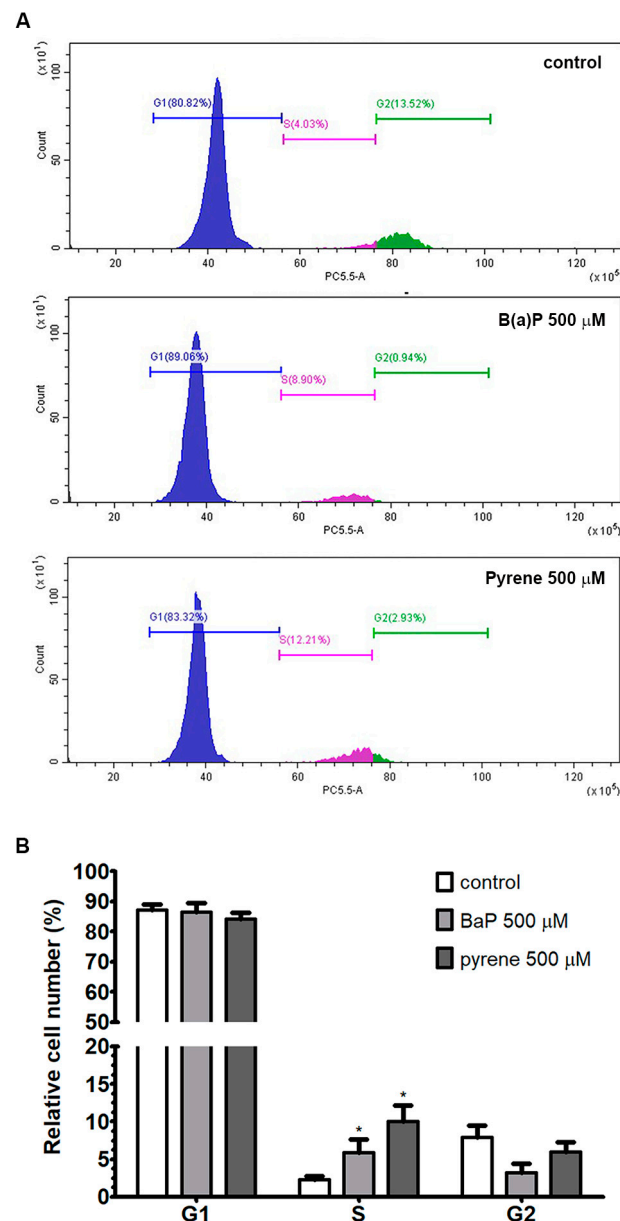 A
(x10¹)
control
100
G1(80.82%)
S(4.03%)
G2(13.52%)
Count
50
0
20
40
60
80
100
PC5.5-A
(x10⁵)
(x10¹)
B(a)P 500 µM
100
G1(89.06%)
S(8.90%)
G2(0.94%)
Count
50
0
20
40
60
80
100
PC5.5-A
(x10⁵)
(x10¹)
Pyrene 500 µM
100
G1(83.32%)
S(12.21%)
G2(2.93%)
Count
50
0
20
40
60
80
100
PC5.5-A
(x10⁵)
B
Relative cell number (%)
100
90
80
70
60
50
20
15
10
5
0
control
BaP 500 µM
pyrene 500 µM
*
*
G1
S
G2